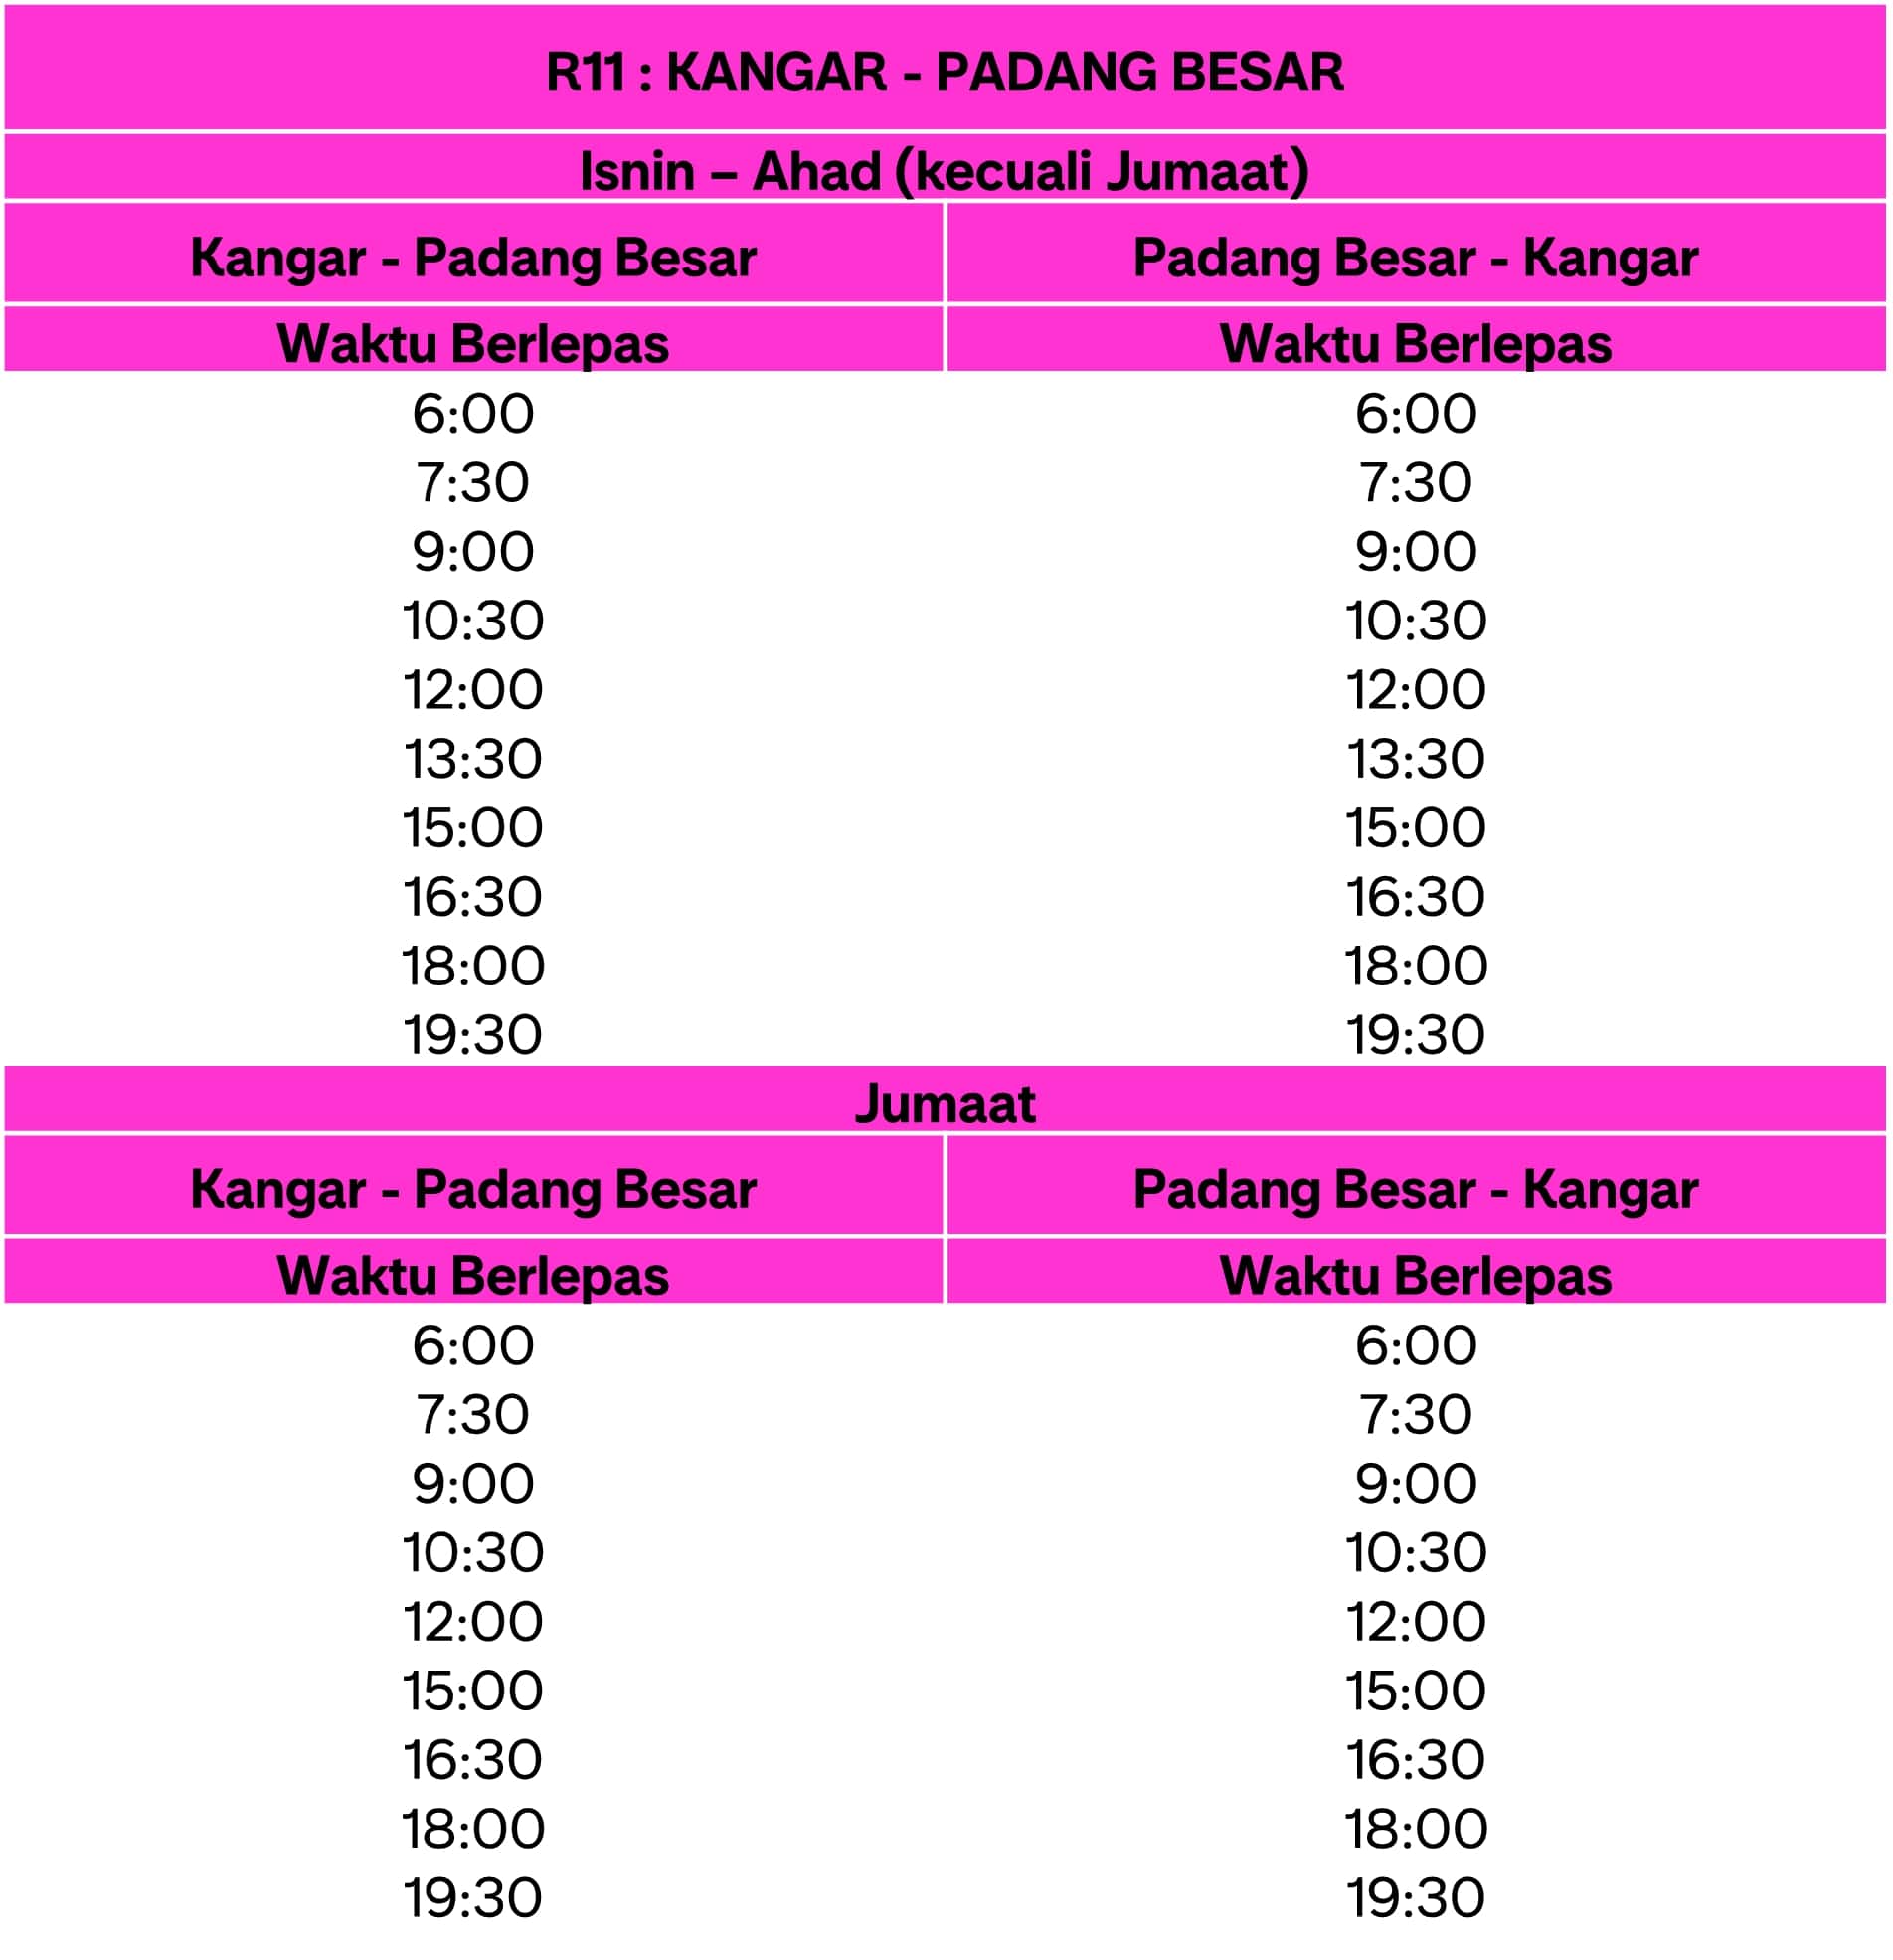 R11 : KANGAR - PADANG BESAR
Isnin – Ahad (kecuali Jumaat)
Kangar - Padang Besar Padang Besar - Kangar
Waktu Berlepas Waktu Berlepas
6:00 6:00
7:30 7:30
9:00 9:00
10:30 10:30
12:00 12:00
13:30 13:30
15:00 15:00
16:30 16:30
18:00 18:00
19:30 19:30
Jumaat
Kangar - Padang Besar Padang Besar - Kangar
Waktu Berlepas Waktu Berlepas
6:00 6:00
7:30 7:30
9:00 9:00
10:30 10:30
12:00 12:00
15:00 15:00
16:30 16:30
18:00 18:00
19:30 19:30